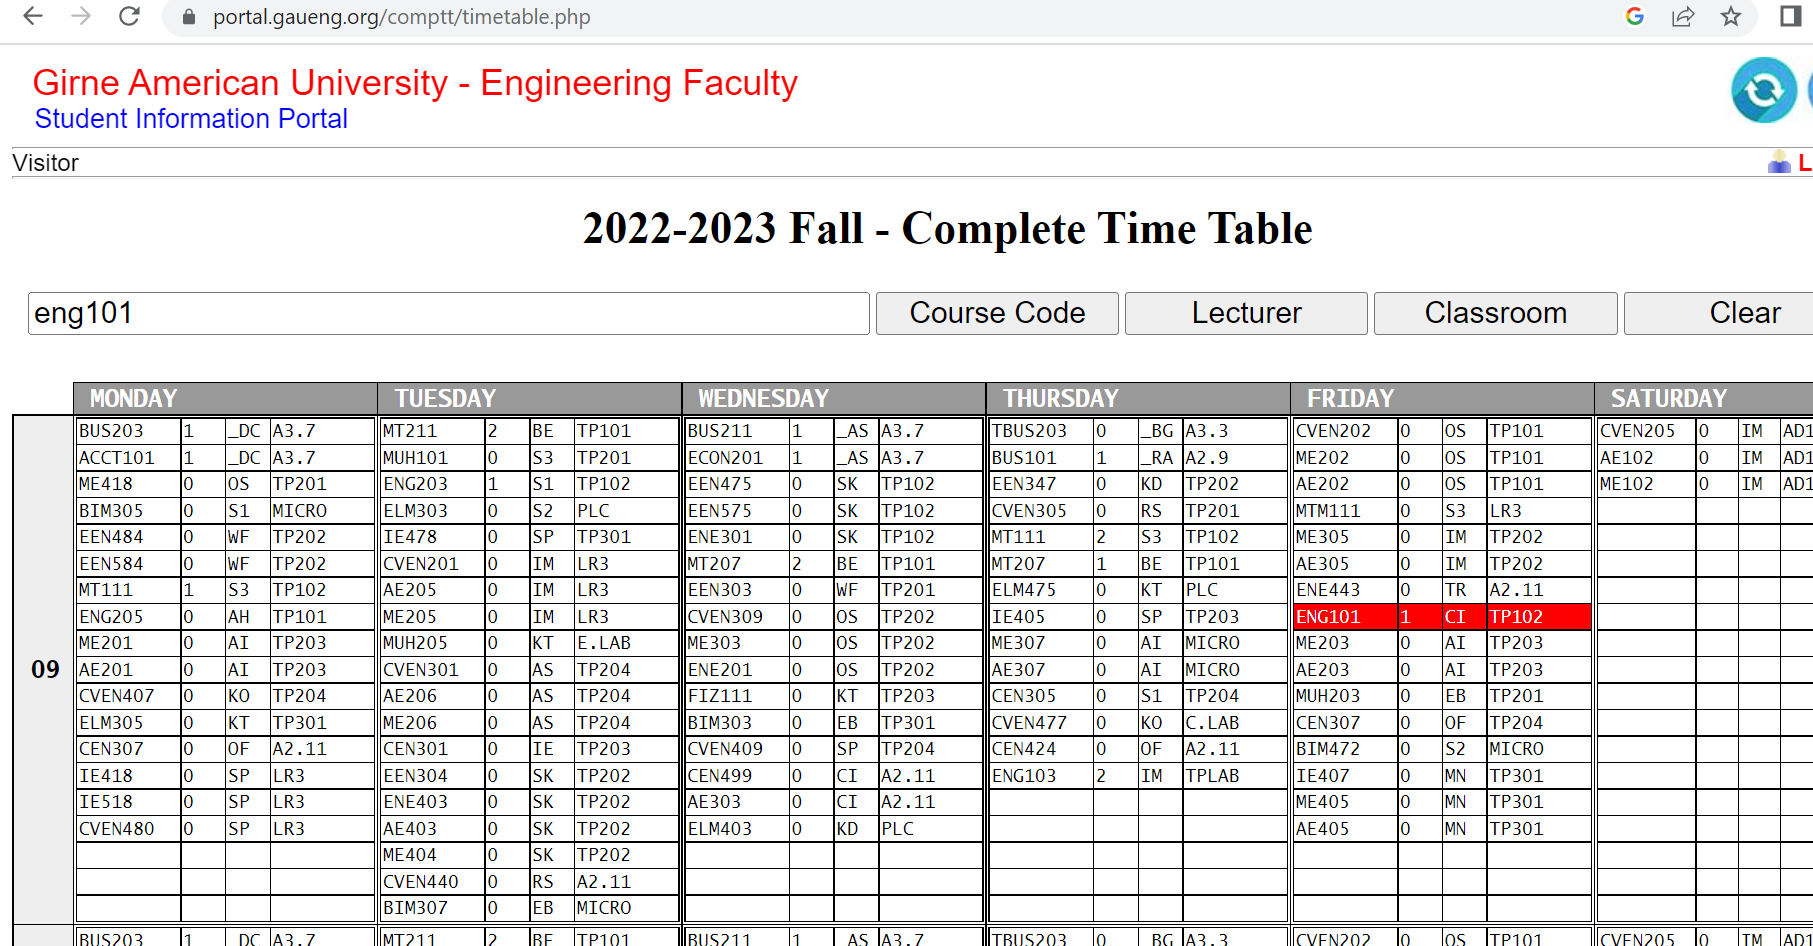 portal.gaueng.org/comptt/timetable.php
Girne American University - Engineering Faculty
Student Information Portal
Visitor L
2022-2023 Fall - Complete Time Table
eng101 Course Code Lecturer Classroom Clear
MONDAY TUESDAY WEDNESDAY THURSDAY FRIDAY SATURDAY
BUS203 1 _DC A3.7 MT211 2 BE TP101 BUS211 1 _AS A3.7 TBUS203 0 _BG A3.3 CVEN202 0 OS TP101 CVEN205 0 IM AD1
ACCT101 1 _DC A3.7 MUH101 0 S3 TP201 ECON201 1 _AS A3.7 BUS101 1 _RA A2.9 ME202 0 OS TP101 AE102 0 IM AD1
ME418 0 OS TP201 ENG203 1 S1 TP102 EEN475 0 SK TP102 EEN347 0 KD TP202 AE202 0 OS TP101 ME102 0 IM AD1
BIM305 0 S1 MICRO ELM303 0 S2 PLC EEN575 0 SK TP102 CVEN305 0 RS TP201 MTM111 0 S3 LR3
EEN484 0 WF TP202 IE478 0 SP TP301 ENE301 0 SK TP102 MT111 2 S3 TP102 ME305 0 IM TP202
EEN584 0 WF TP202 CVEN201 0 IM LR3 MT207 2 BE TP101 MT207 1 BE TP101 AE305 0 IM TP202
MT111 1 S3 TP102 AE205 0 IM LR3 EEN303 0 WF TP201 ELM475 0 KT PLC ENE443 0 TR A2.11
ENG205 0 AH TP101 ME205 0 IM LR3 CVEN309 0 OS TP202 IE405 0 SP TP203 ENG101 1 CI TP102
ME201 0 AI TP203 MUH205 0 KT E.LAB ME303 0 OS TP202 ME307 0 AI MICRO ME203 0 AI TP203
09 AE201 0 AI TP203 CVEN301 0 AS TP204 ENE201 0 OS TP202 AE307 0 AI MICRO AE203 0 AI TP203
CVEN407 0 KO TP204 AE206 0 AS TP204 FIZ111 0 KT TP203 CEN305 0 S1 TP204 MUH203 0 EB TP201
ELM305 0 KT TP301 ME206 0 AS TP204 BIM303 0 EB TP301 CVEN477 0 KO C.LAB CEN307 0 OF TP204
CEN307 0 OF A2.11 CEN301 0 IE TP203 CVEN409 0 SP TP204 CEN424 0 OF A2.11 BIM472 0 S2 MICRO
IE418 0 SP LR3 EEN304 0 SK TP202 CEN499 0 CI A2.11 ENG103 2 IM TPLAB IE407 0 MN TP301
IE518 0 SP LR3 ENE403 0 SK TP202 AE303 0 CI A2.11 ME405 0 MN TP301
CVEN480 0 SP LR3 AE403 0 SK TP202 ELM403 0 KD PLC AE405 0 MN TP301
ME404 0 SK TP202
CVEN440 0 RS A2.11
BIM307 0 EB MICRO
BUS203 1 _DC A3.7 MT211 2 BE TP101 BUS211 1 _AS A3.7 TBUS203 0 _BG A3.3 CVEN202 0 OS TP101 CVEN205 0 IM AD1